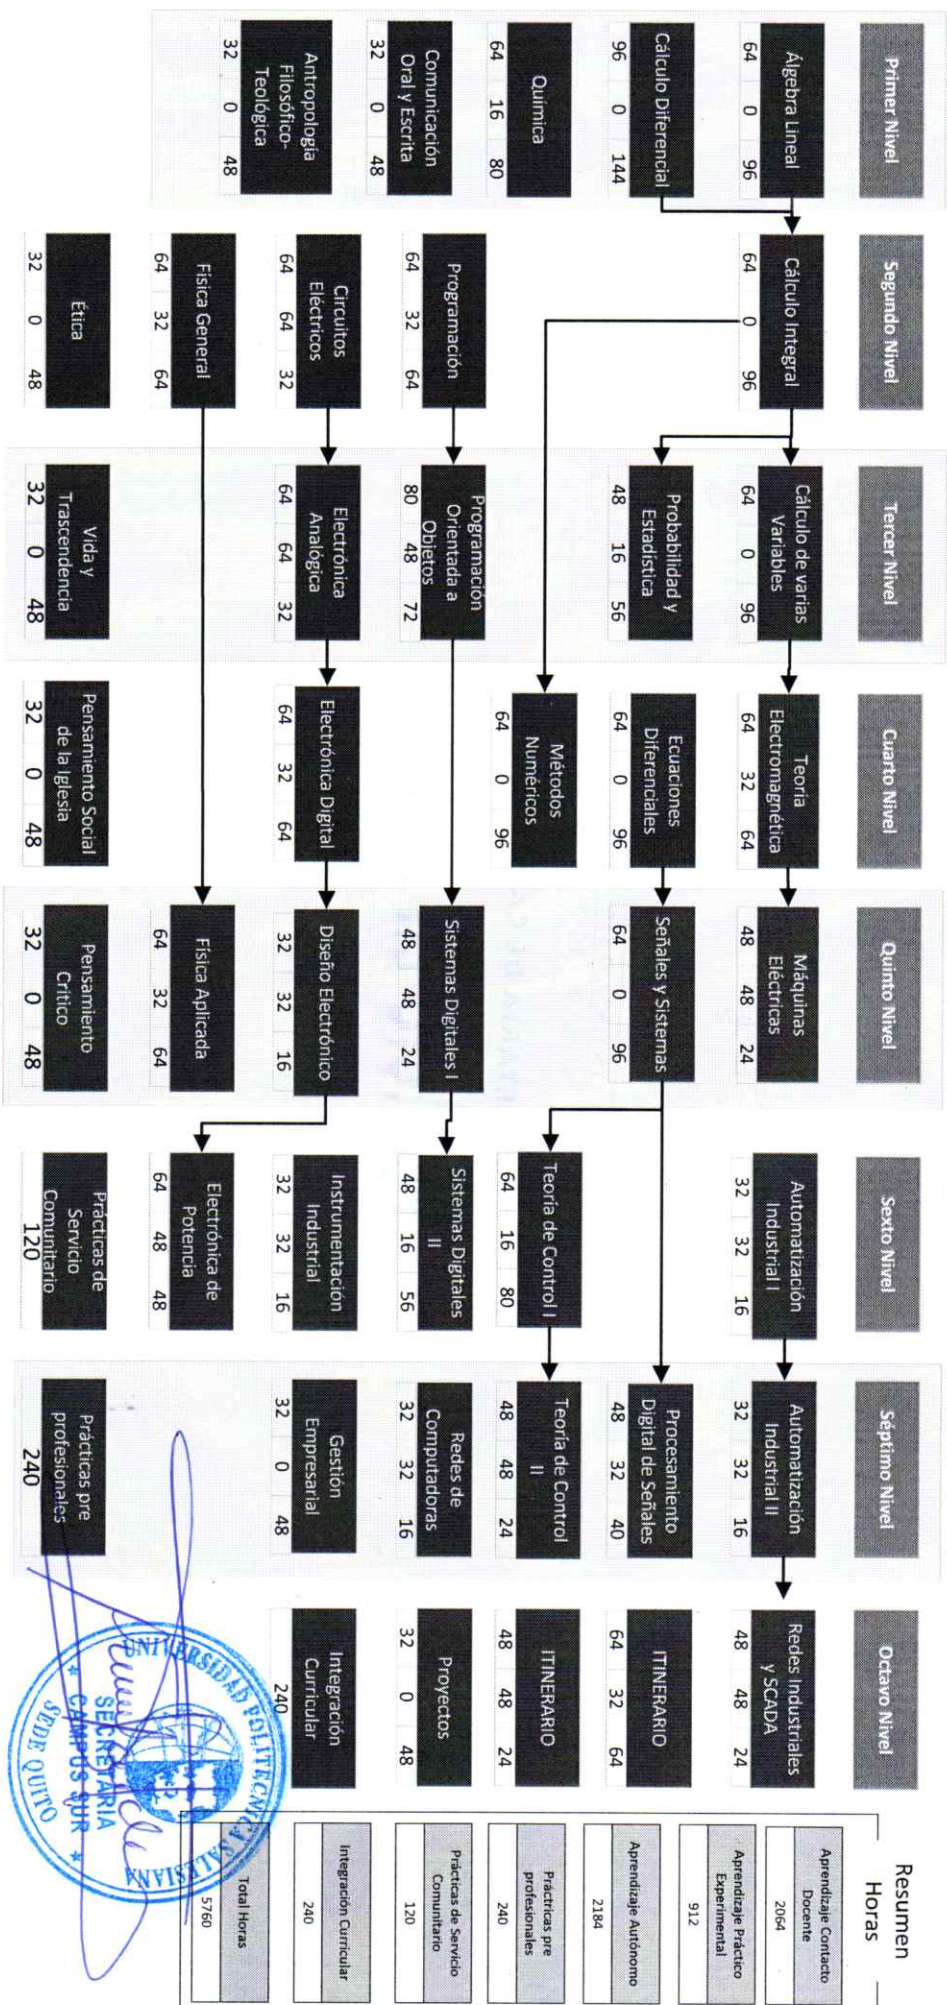 Primer Nivel
Álgebra Lineal
64 0 96
Cálculo Diferencial
96 0 144
Química
64 16 80
Comunicación
Oral y Escrita
32 0 48
Antropología
Filosófico-
Teológica
32 0 48
Segundo Nivel
Cálculo Integral
64 0 96
Programación
64 32 64
Circuitos
Eléctricos
64 64 32
Física General
64 32 64
Ética
32 0 48
Tercer Nivel
Cálculo de varias
Variables
64 0 96
Probabilidad y
Estadística
48 16 56
Programación
Orientada a
Objetos
80 48 72
Electrónica
Analógica
64 64 32
Vida y
Trascendencia
32 0 48
Cuarto Nivel
Teoría
Electromagnética
64 32 64
Ecuaciones
Diferenciales
64 0 96
Métodos
Numéricos
64 0 96
Electrónica Digital
64 32 64
Pensamiento Social
de la Iglesia
32 0 48
Quinto Nivel
Máquinas
Eléctricas
48 48 24
Señales y Sistemas
64 0 96
Sistemas Digitales I
48 48 24
Diseño Electrónico
32 32 16
Física Aplicada
64 32 64
Pensamiento
Crítico
32 0 48
Sexto Nivel
Automatización
Industrial I
32 32 16
Teoría de Control I
64 16 80
Sistemas Digitales
II
48 16 56
Instrumentación
Industrial
32 32 16
Electrónica de
Potencia
64 48 48
Prácticas de
Servicio
Comunitario
120
Séptimo Nivel
Automatización
Industrial II
32 32 16
Procesamiento
Digital de Señales
48 32 40
Teoría de Control
II
48 48 24
Redes de
Computadoras
32 32 16
Gestión
Empresarial
32 0 48
Prácticas pre
profesionales
240
Octavo Nivel
Redes Industriales
y SCADA
48 48 24
ITINERARIO
64 32 64
ITINERARIO
48 48 24
Proyectos
32 0 48
Integración
Curricular
240
Resumen
Horas
Aprendizaje Contacto
Docente
2064
Aprendizaje Práctico
Experimental
912
Aprendizaje Autónomo
2184
Práctricas pre
profesionales
240
Prácticas de Servicio
Comunitario
120
Integración Curricular
240
Total Horas
5760
UNIVERSIDAD POLITECNICA SALESIANA
SECRETARIA
CAMPUS SUR
SEDE QUITO